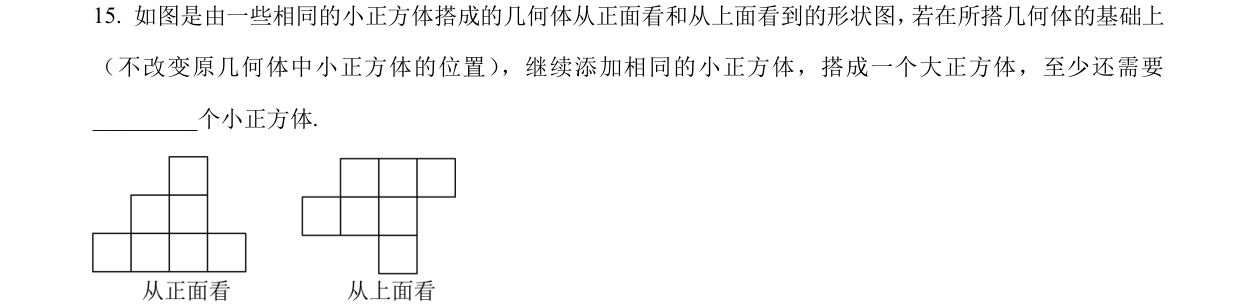 15. 如图是由一些相同的小正方体搭成的几何体从正面看和从上面看到的形状图，若在所搭几何体的基础上
（不改变原几何体中小正方体的位置），继续添加相同的小正方体，搭成一个大正方体，至少还需要
_________个小正方体.
从正面看 从上面看